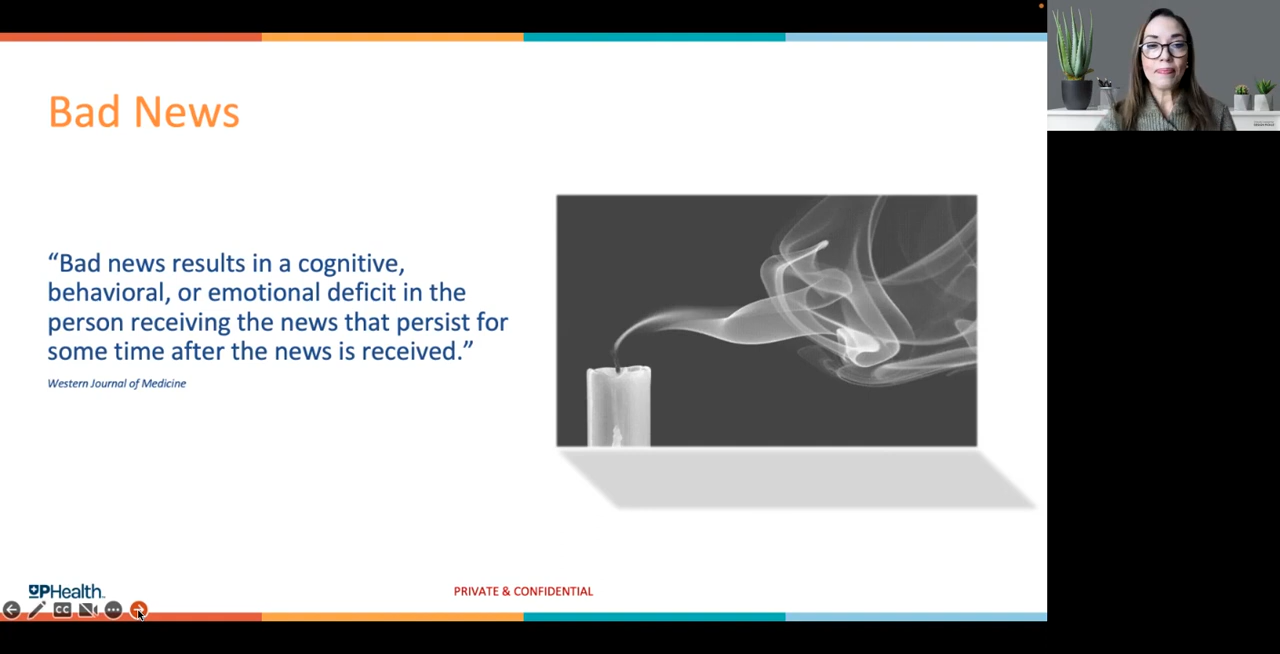 Bad News
“Bad news results in a cognitive,
behavioral, or emotional deficit in the
person receiving the news that persist for
some time after the news is received.”
Western Journal of Medicine
UPHealth
PRIVATE & CONFIDENTIAL
CC